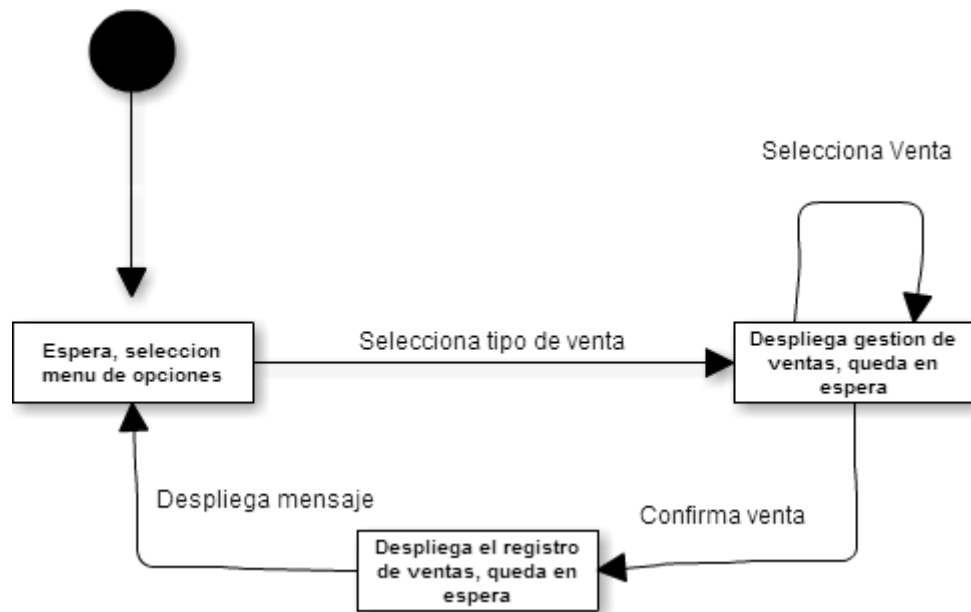 Selecciona Venta
Selecciona tipo de venta
Espera, seleccion
menu de opciones
Despliega gestion de
ventas, queda en
espera
Despliega mensaje
Confirma venta
Despliega el registro
de ventas, queda en
espera